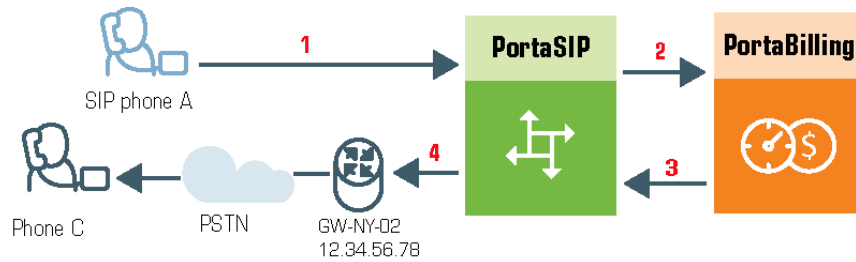 1
PortaSIP
2
PortaBilling
SIP phone A
$
4
3
Phone C
PSTN
GW-NY-02
12.34.56.78